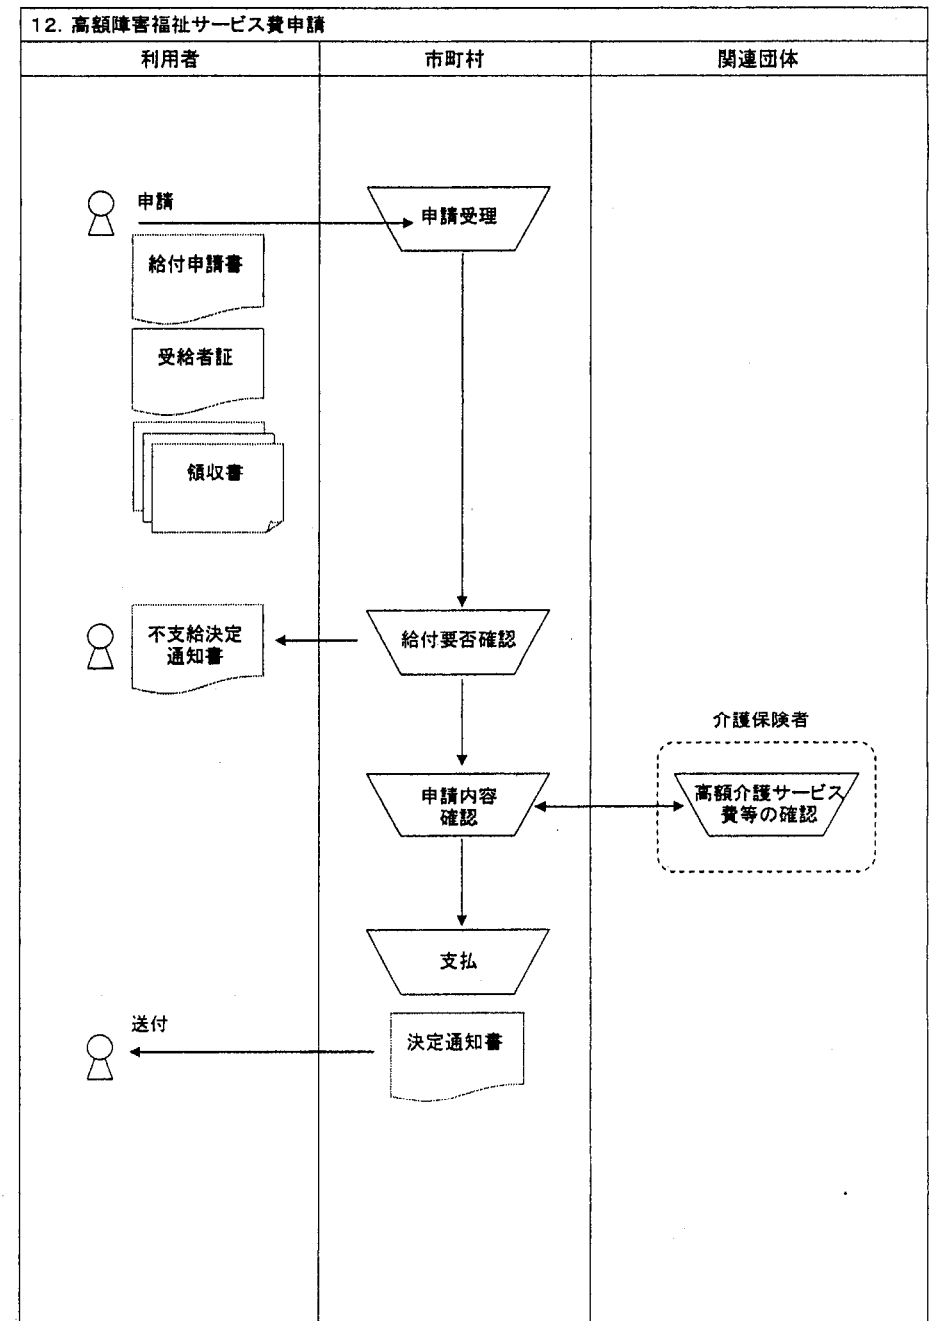 12. 高額障害福祉サービス費申請
利用者
市町村
関連団体
申請
申請受理
給付申請書
受給者証
領収書
不支給決定
通知書
給付要否確認
介護保険者
申請内容
確認
高額介護サービス
費等の確認
支払
送付
決定通知書